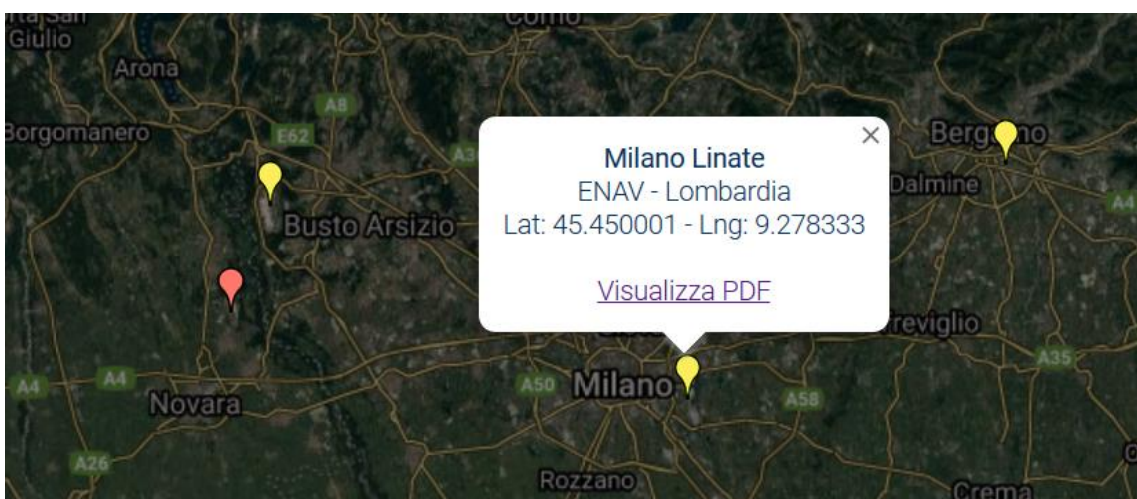 Como
Giulio
Arona
A8
Borgomanero
E62
Bergamo
Milano Linate
ENAV - Lombardia
Lat: 45.450001 - Lng: 9.278333
Visualizza PDF
Dalmine
A4
Busto Arsizio
Treviglio
A35
A4
A4
Novara
A50
Milano
A58
A26
Rozzano
Crema